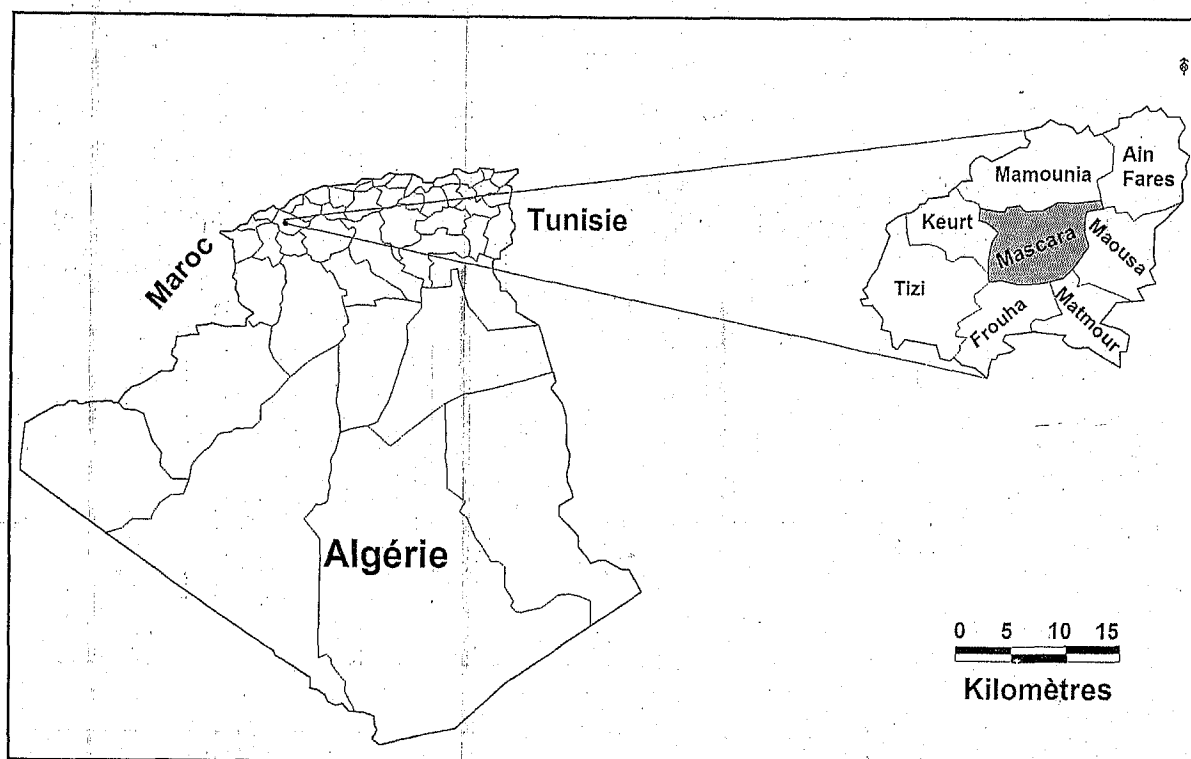 Maroc
Tunisie
Algérie
Mamounia
Ain
Fares
Keurt
Mascara
Maousa
Tizi
Frouha
Matmour
0 5 10 15
Kilomètres